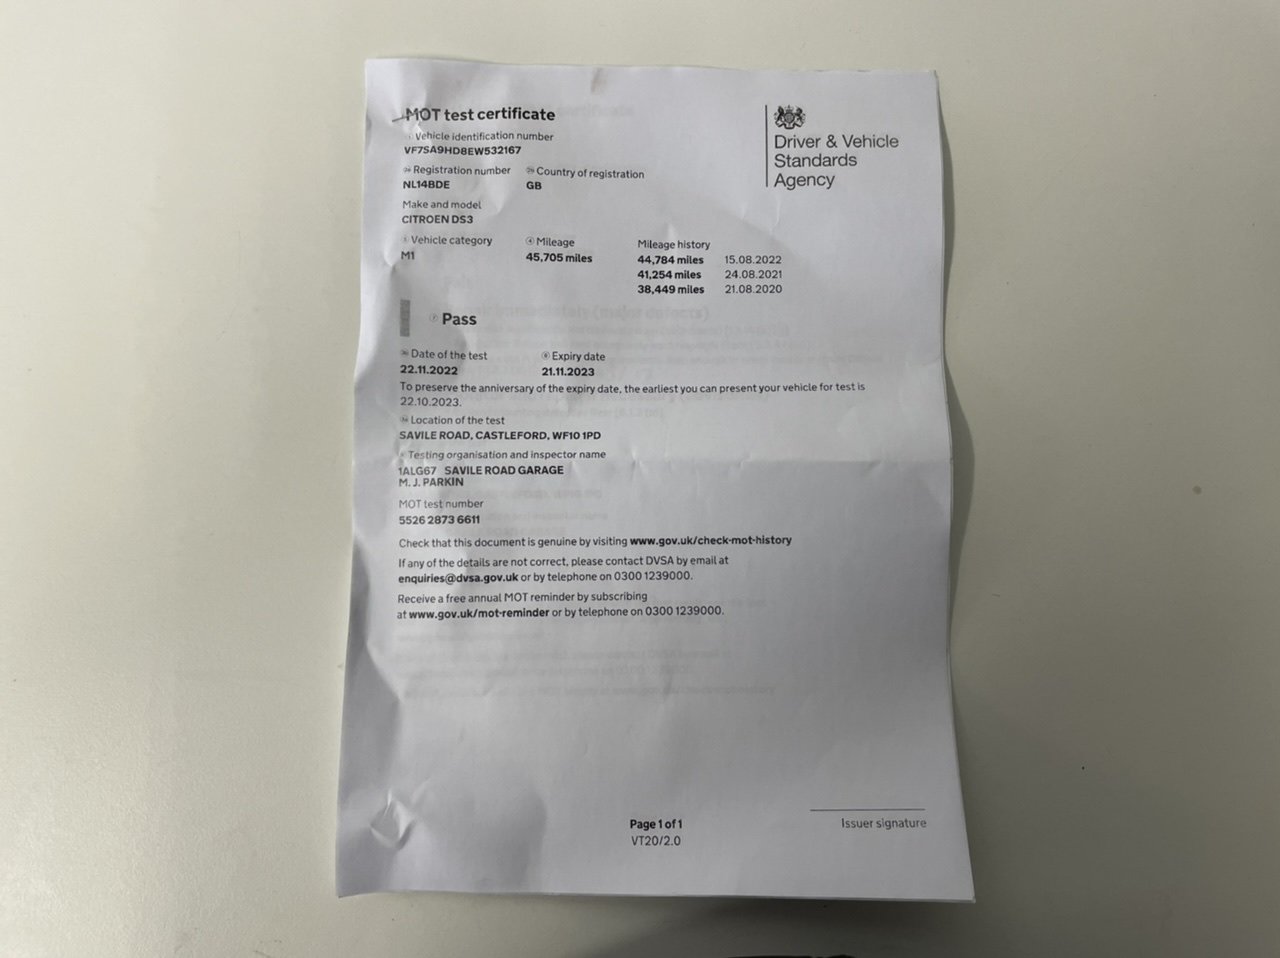 MOT test certificate
Driver & Vehicle
Standards
Agency
Vehicle identification number
VF7SA9HD8EW532167
Registration number
Country of registration
NL14BDE
GB
Make and model
CITROEN DS3
Vehicle category
Mileage
Mileage history
M1
45,705 miles
44,784 miles 15.08.2022
41,254 miles 24.08.2021
38,449 miles 21.08.2020
Pass
Date of the test
Expiry date
22.11.2022
21.11.2023
To preserve the anniversary of the expiry date, the earliest you can present your vehicle for test is
22.10.2023.
Location of the test
SAVILE ROAD, CASTLEFORD, WF10 1PD
Testing organisation and inspector name
1ALG67 SAVILE ROAD GARAGE
M. J. PARKIN
MOT test number
5526 2873 6611
Check that this document is genuine by visiting www.gov.uk/check-mot-history
If any of the details are not correct, please contact DVSA by email at
enquiries@dvsa.gov.uk or by telephone on 0300 1239000.
Receive a free annual MOT reminder by subscribing
at www.gov.uk/mot-reminder or by telephone on 0300 1239000.
Page 1 of 1
VT20/2.0
Issuer signature